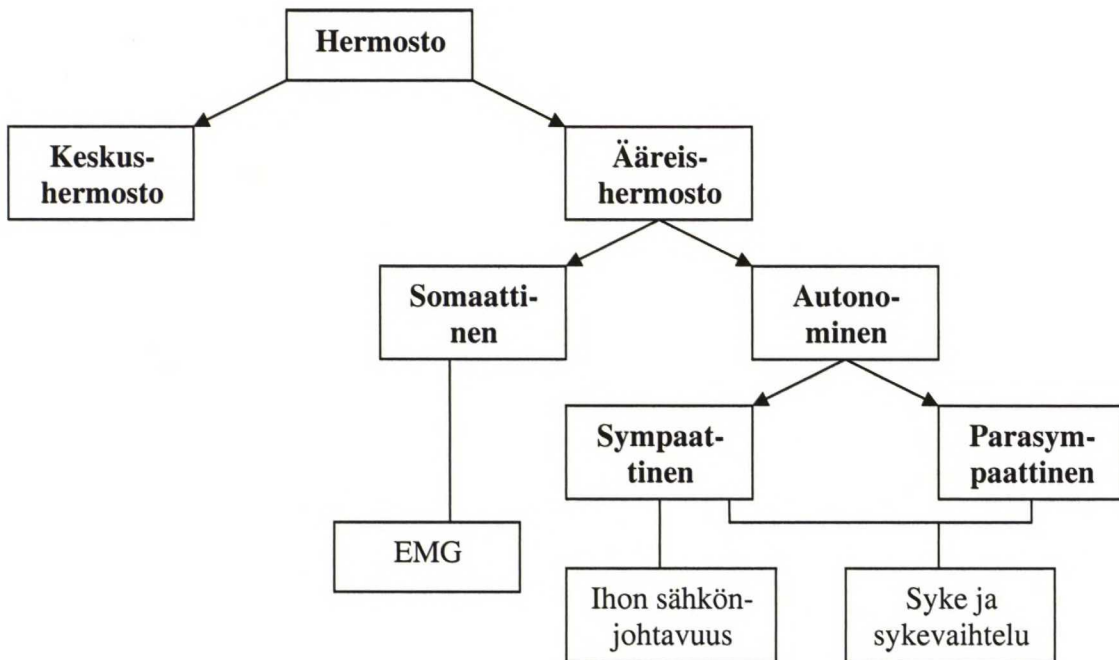 Hermosto
Keskus-
hermosto
Ääreis-
hermosto
Somaatti-
nen
Autono-
minen
Sympaat-
tinen
Parasym-
paattinen
EMG
Ihon sähkön-
johtavuus
Syke ja
sykevaihtelu